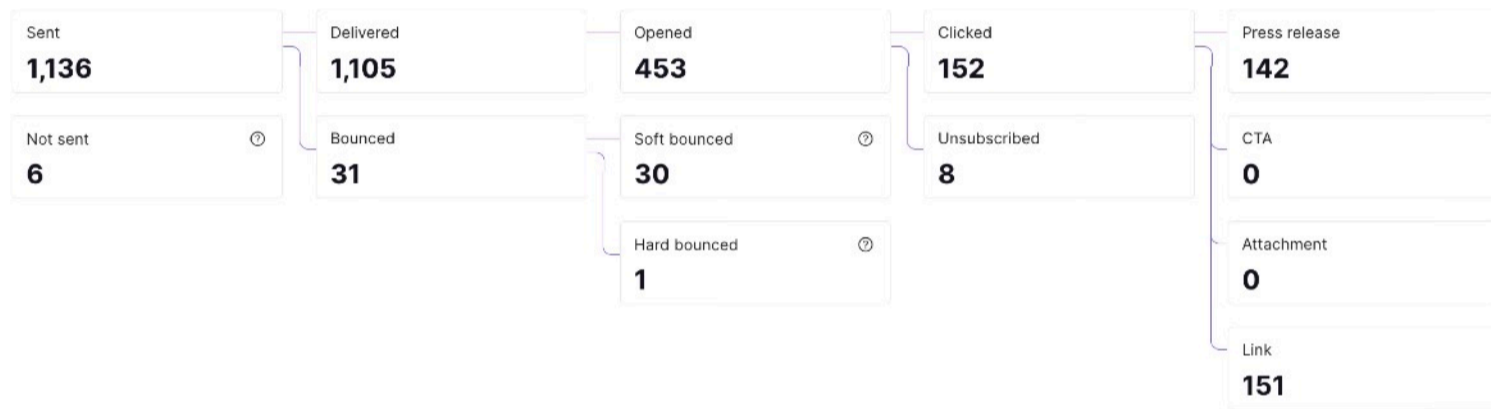 Sent
1,136
Delivered
1,105
Opened
453
Clicked
152
Press release
142
Not sent
6
Bounced
31
Soft bounced
30
Unsubscribed
8
CTA
0
Hard bounced
1
Attachment
0
Link
151